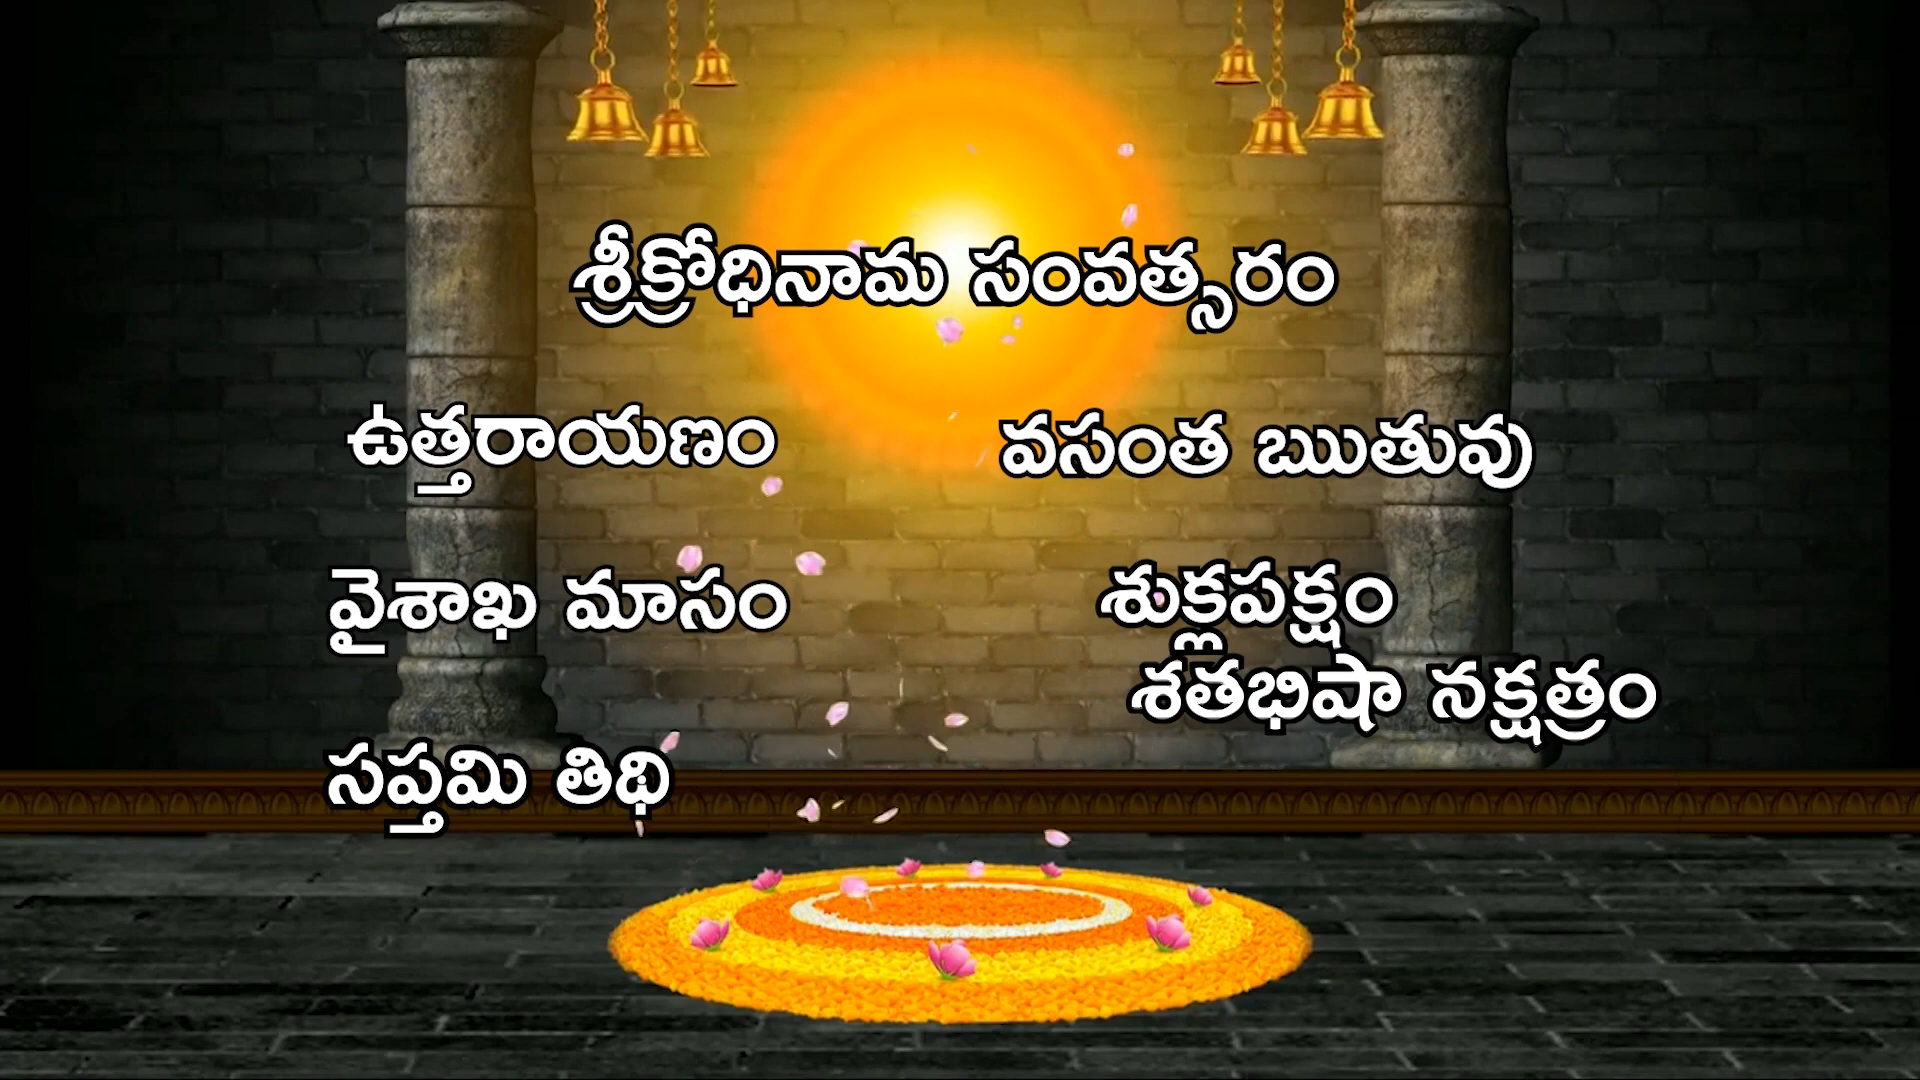 శ్రీక్రోధినామ సంవత్సరం
ఉత్తరాయణం
వసంత ఋతువు
వైశాఖ మాసం
శుక్లపక్షం
శతభిషా నక్షత్రం
సప్తమి తిథి